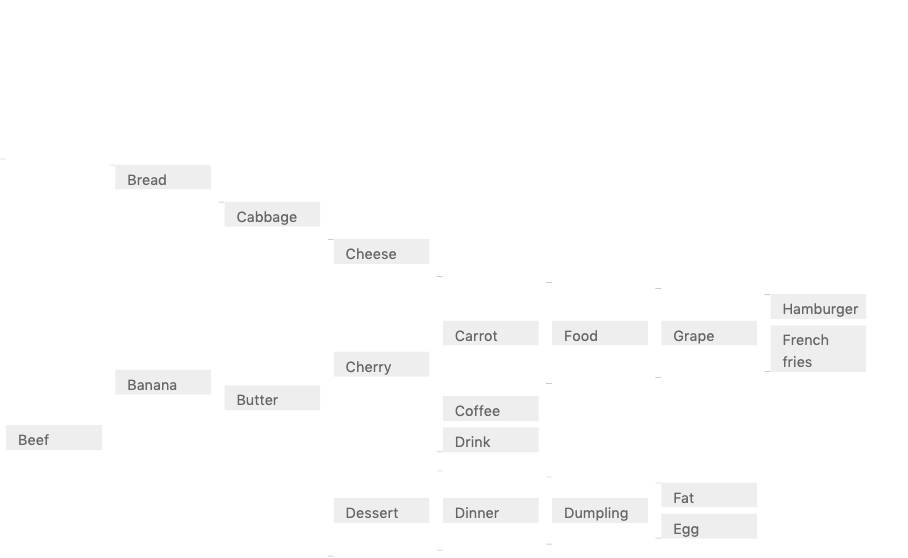 Bread
Cabbage
Cheese
Hamburger
Carrot
Food
Grape
French
fries
Cherry
Banana
Butter
Coffee
Beef
Drink
Fat
Dessert
Dinner
Dumpling
Egg